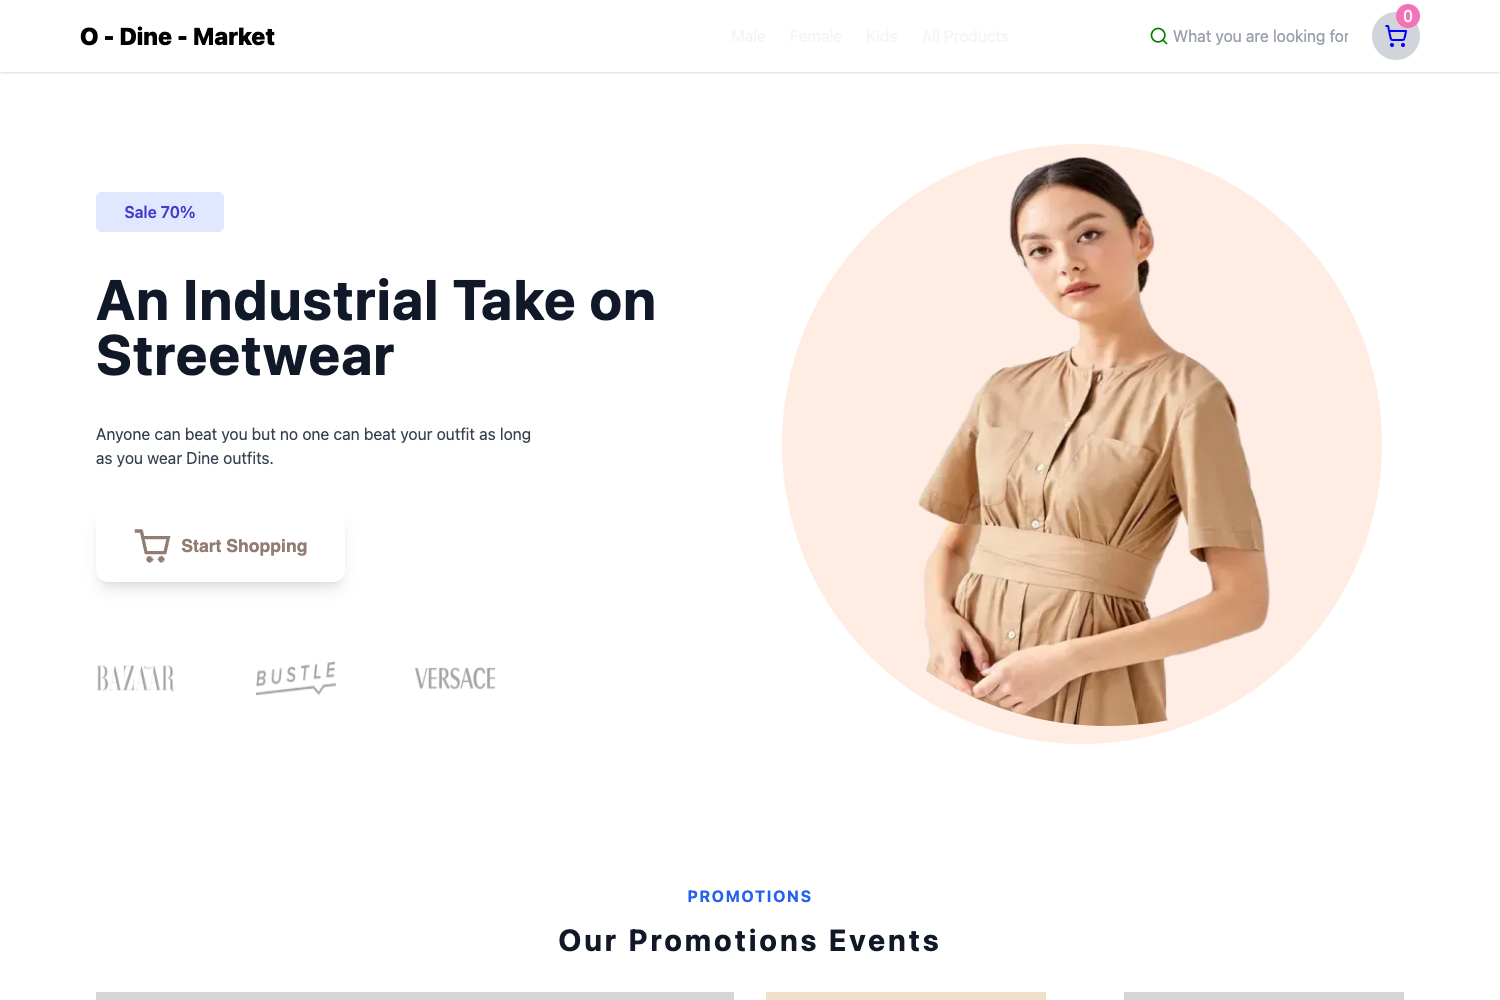 O - Dine - Market
Male Female Kids All Products
What you are looking for
0
Sale 70%
An Industrial Take on
Streetwear
Anyone can beat you but no one can beat your outfit as long
as you wear Dine outfits.
Start Shopping
BAZAAR BUSTLE VERSACE
PROMOTIONS
Our Promotions Events